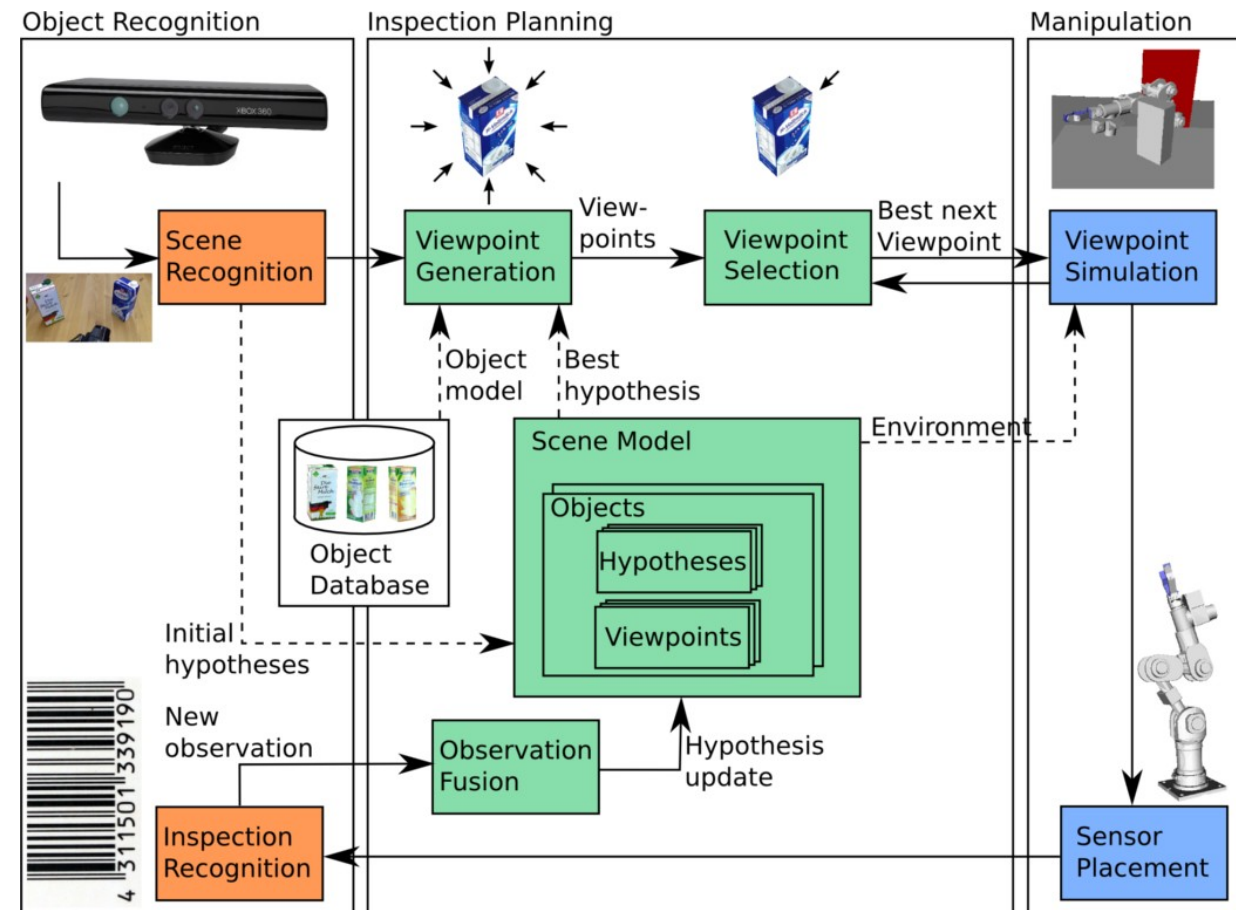 Object Recognition
Inspection Planning
Manipulation
XBOX 360
Scene
Recognition
Viewpoint
Generation
View-
points
Viewpoint
Selection
Best next
Viewpoint
Viewpoint
Simulation
Object
model
Best
hypothesis
Environment
Scene Model
Objects
Hypotheses
Viewpoints
Object
Database
Initial
hypotheses
New
observation
Observation
Fusion
Hypothesis
update
Inspection
Recognition
Sensor
Placement
4 311501 339190